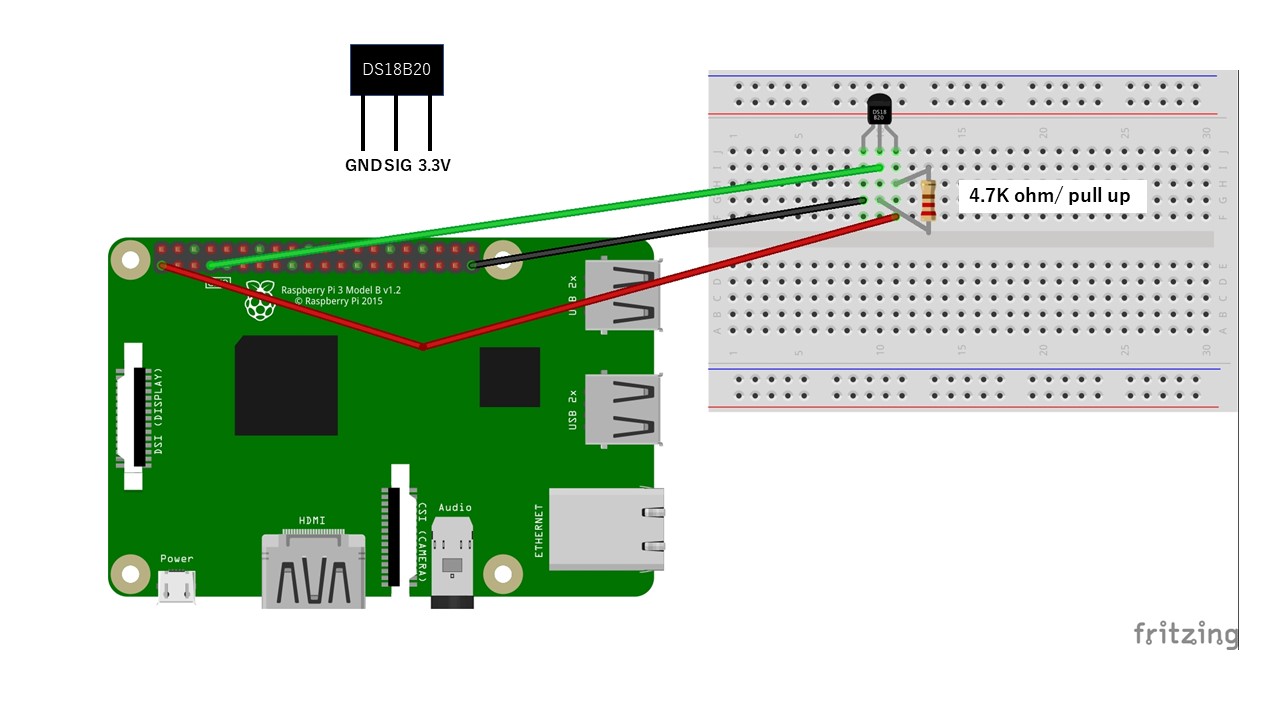 DS18B20
GND SIG 3.3V
DS18
B20
1 5 15 20 25 30
J J
I I
H H
G G
F F
4.7K ohm/ pull up
E E
D D
C C
B B
A A
1 5 10 15 20 25 30
Raspberry Pi 3 Model B v1.2
© Raspberry Pi 2015
USB 2x
USB 2x
DSI (DISPLAY)
HDMI
CSI (CAMERA)
Audio
ETHERNET
Power
fritzing